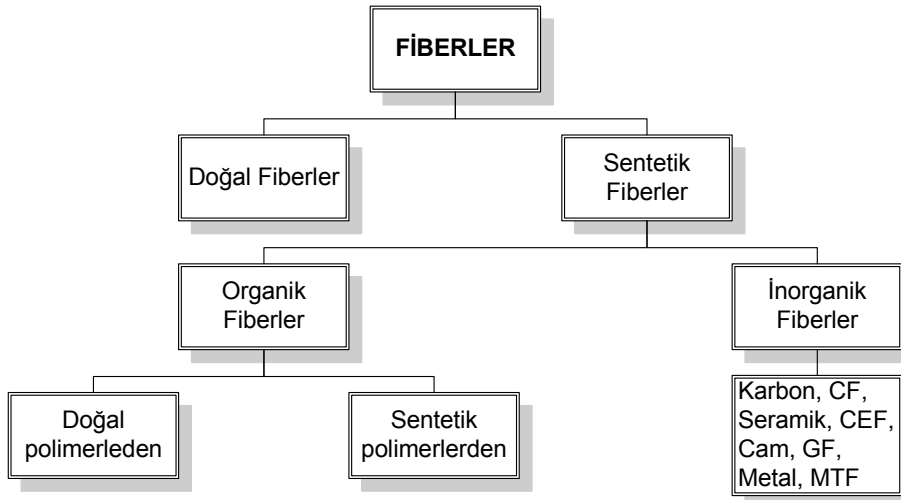 FİBERLER
Doğal Fiberler
Sentetik
Fiberler
Organik
Fiberler
İnorganik
Fiberler
Doğal
polimerleden
Sentetik
polimerlerden
Karbon, CF,
Seramik, CEF,
Cam, GF,
Metal, MTF